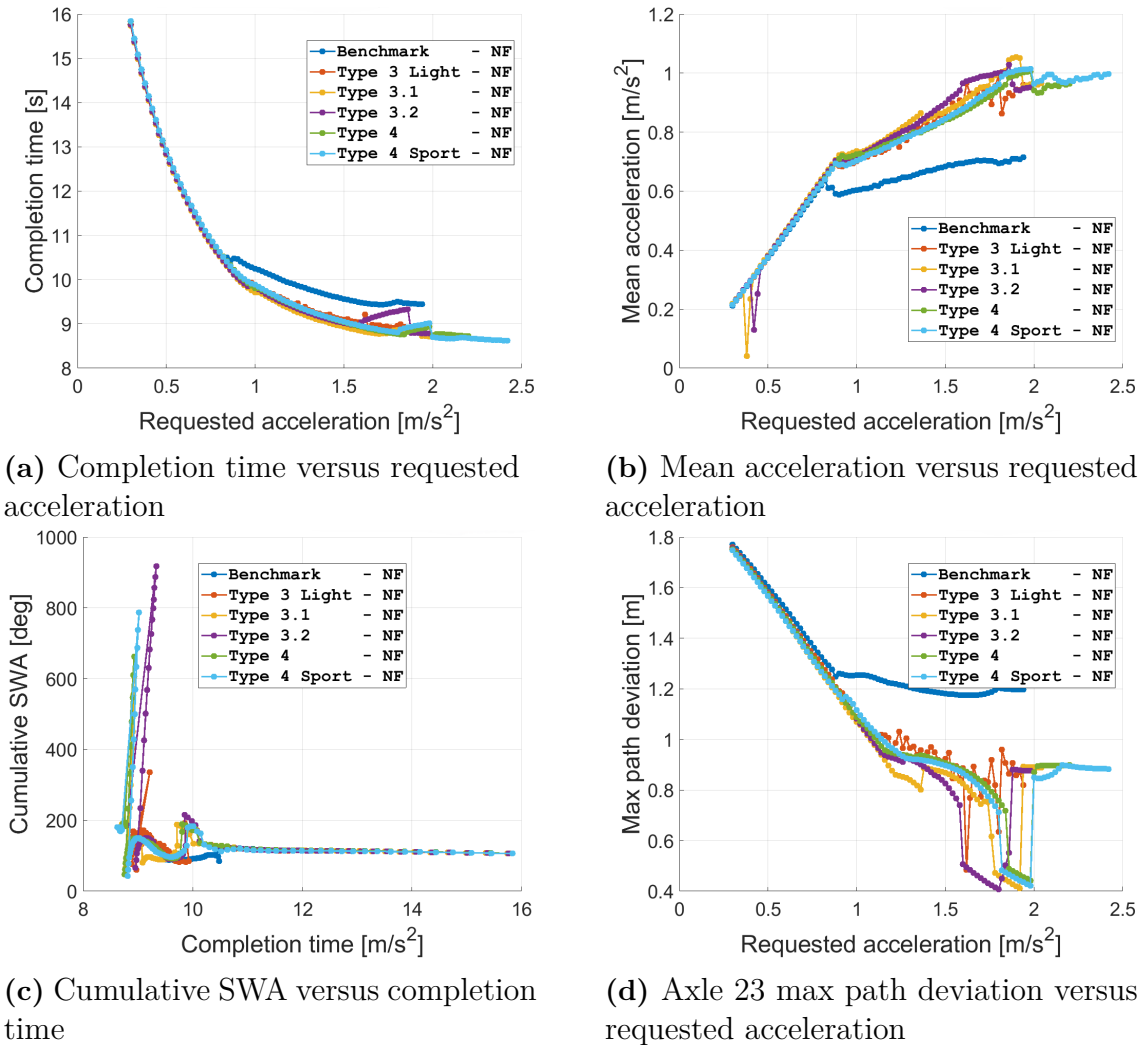 16
15
14
13
12
11
10
9
8
Completion time [s]
Benchmark - NF
Type 3 Light - NF
Type 3.1 - NF
Type 3.2 - NF
Type 4 - NF
Type 4 Sport - NF
0 0.5 1 1.5 2 2.5
Requested acceleration [m/s²]
(a) Completion time versus requested
acceleration
1.2
1
0.8
0.6
0.4
0.2
0
Mean acceleration [m/s²]
Benchmark - NF
Type 3 Light - NF
Type 3.1 - NF
Type 3.2 - NF
Type 4 - NF
Type 4 Sport - NF
0 0.5 1 1.5 2 2.5
Requested acceleration [m/s²]
(b) Mean acceleration versus requested
acceleration
1000
800
600
400
200
0
Cumulative SWA [deg]
Benchmark - NF
Type 3 Light - NF
Type 3.1 - NF
Type 3.2 - NF
Type 4 - NF
Type 4 Sport - NF
8 10 12 14 16
Completion time [m/s²]
(c) Cumulative SWA versus completion
time
1.8
1.6
1.4
1.2
1
0.8
0.6
0.4
Max path deviation [m]
Benchmark - NF
Type 3 Light - NF
Type 3.1 - NF
Type 3.2 - NF
Type 4 - NF
Type 4 Sport - NF
0 0.5 1 1.5 2 2.5
Requested acceleration [m/s²]
(d) Axle 23 max path deviation versus
requested acceleration